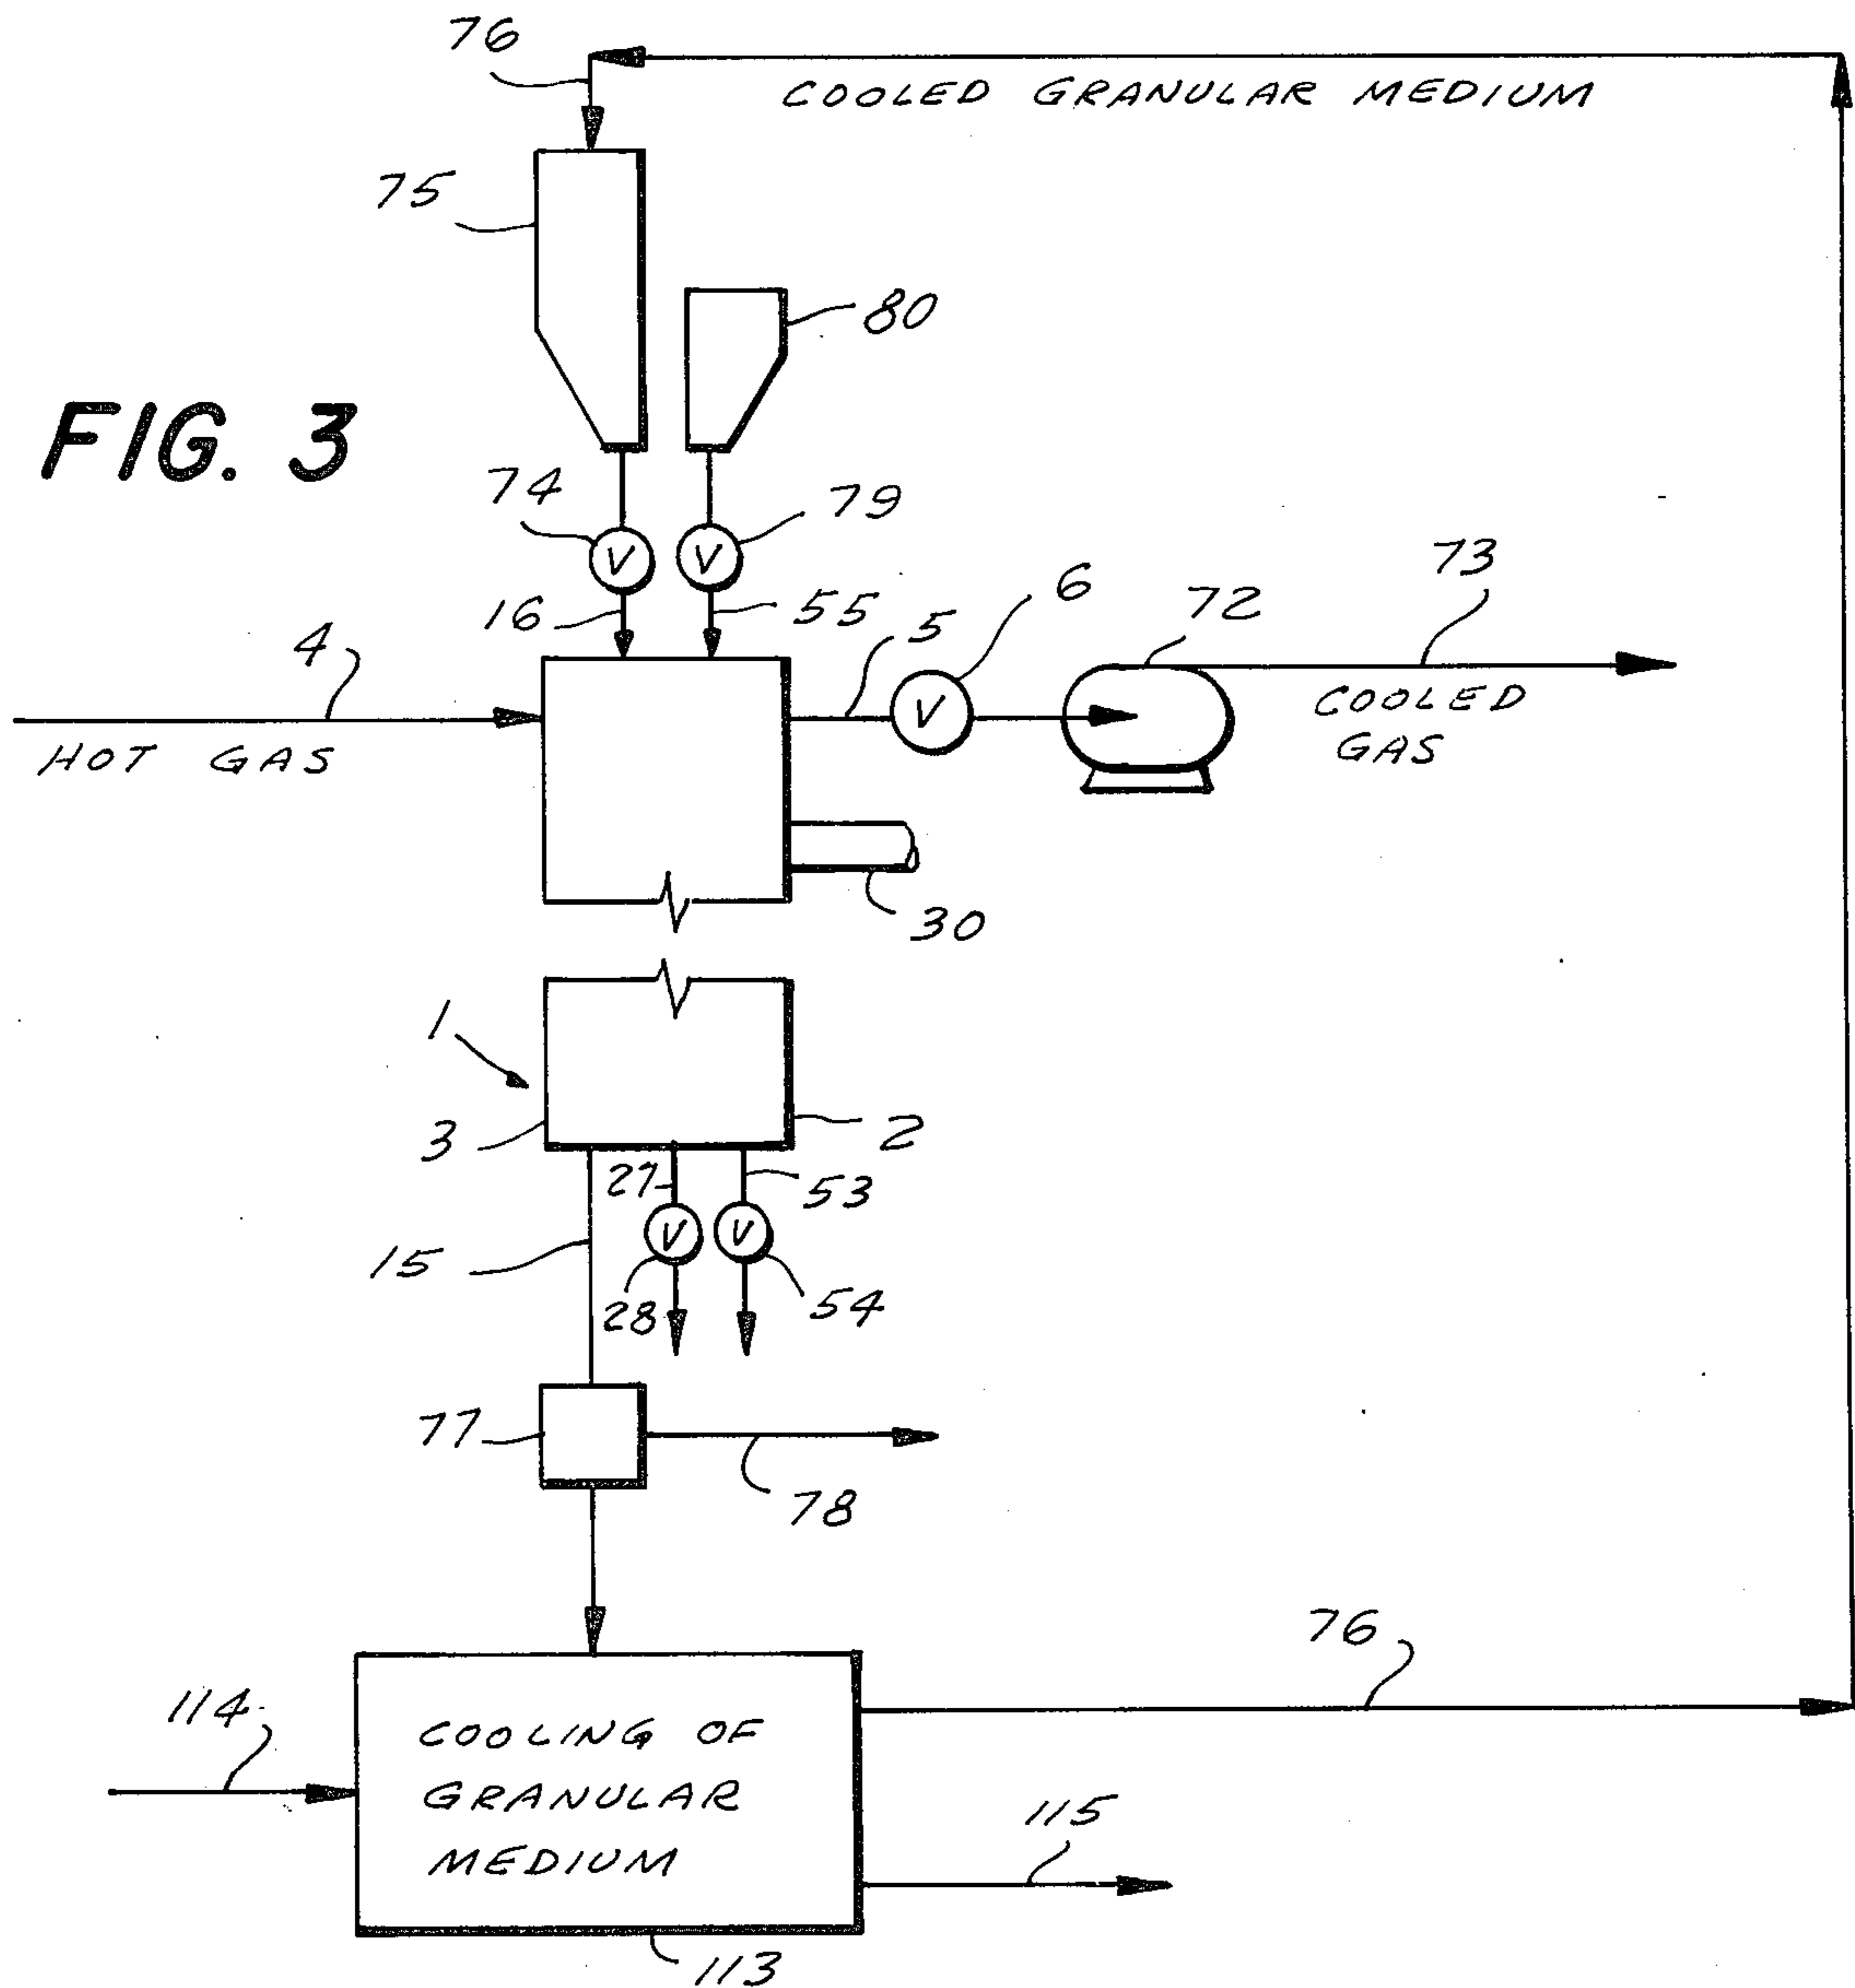 76
COOLED GRANULAR MEDIUM
75
80
FIG. 3
74
79
V
V
16
55
5
6
72
73
4
V
COOLED
GAS
HOT GAS
30
1
3
2
27
53
V
V
15
28
54
77
78
76
114
COOLING OF
GRANULAR
MEDIUM
115
113